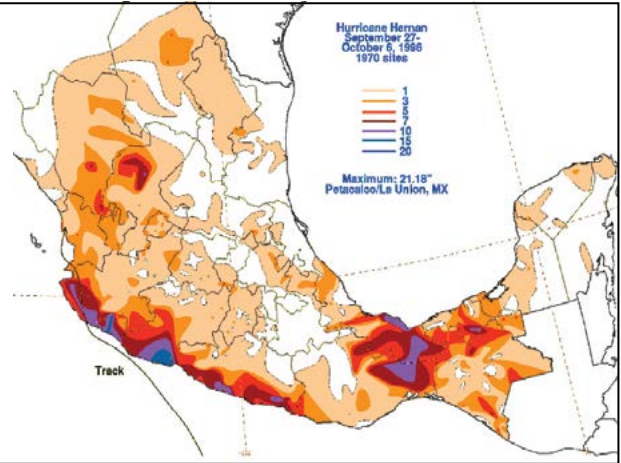 Hurricane Hernan
September 27-
October 6, 1996
1970 sites
1
3
5
7
10
15
20
Maximum: 21.18"
Petacalco/La Union, MX
Track